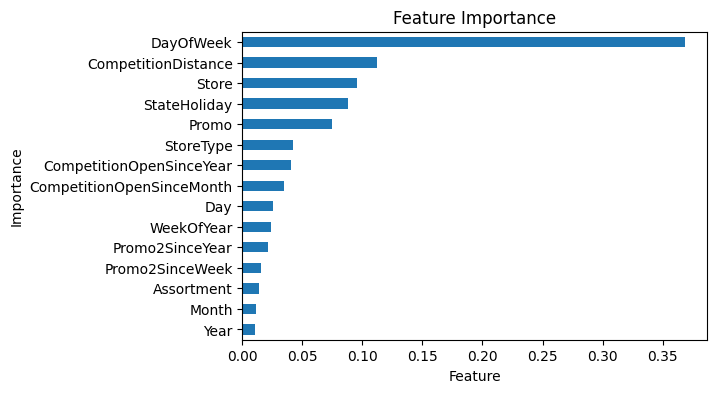 Feature Importance
DayOfWeek
CompetitionDistance
Store
StateHoliday
Promo
StoreType
CompetitionOpenSinceYear
CompetitionOpenSinceMonth
Day
WeekOfYear
Promo2SinceYear
Promo2SinceWeek
Assortment
Month
Year
Importance
0.00 0.05 0.10 0.15 0.20 0.25 0.30 0.35
Feature